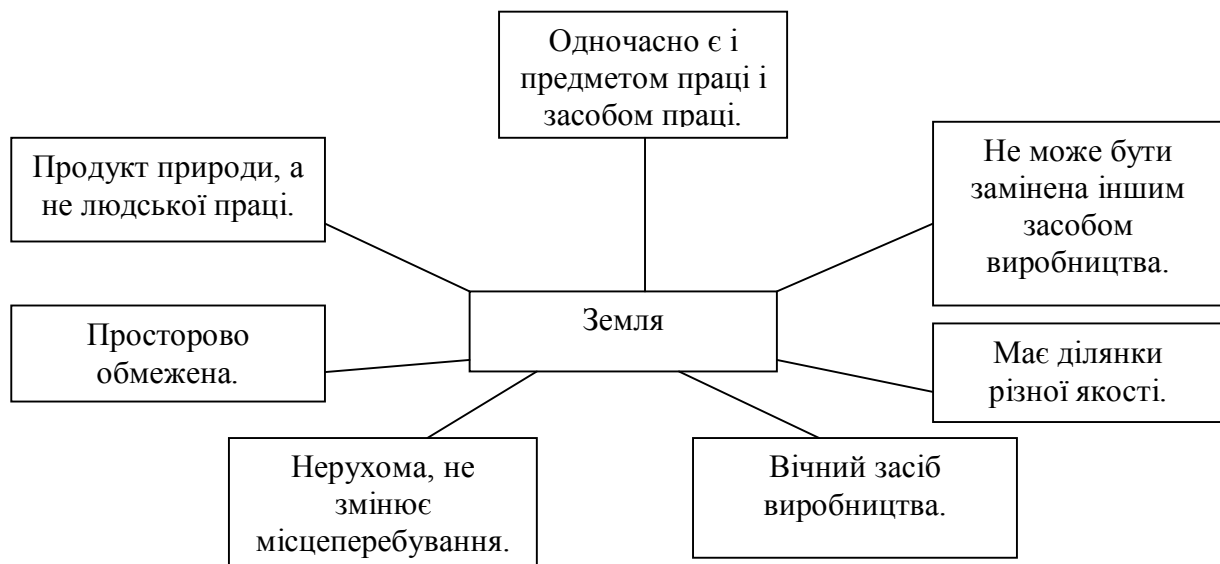 Одночасно є і
предметом праці і
засобом праці.
Продукт природи, а
не людської праці.
Не може бути
замінена іншим
засобом
виробництва.
Земля
Просторово
обмежена.
Має ділянки
різної якості.
Нерухома, не
змінює
місцеперебування.
Вічний засіб
виробництва.